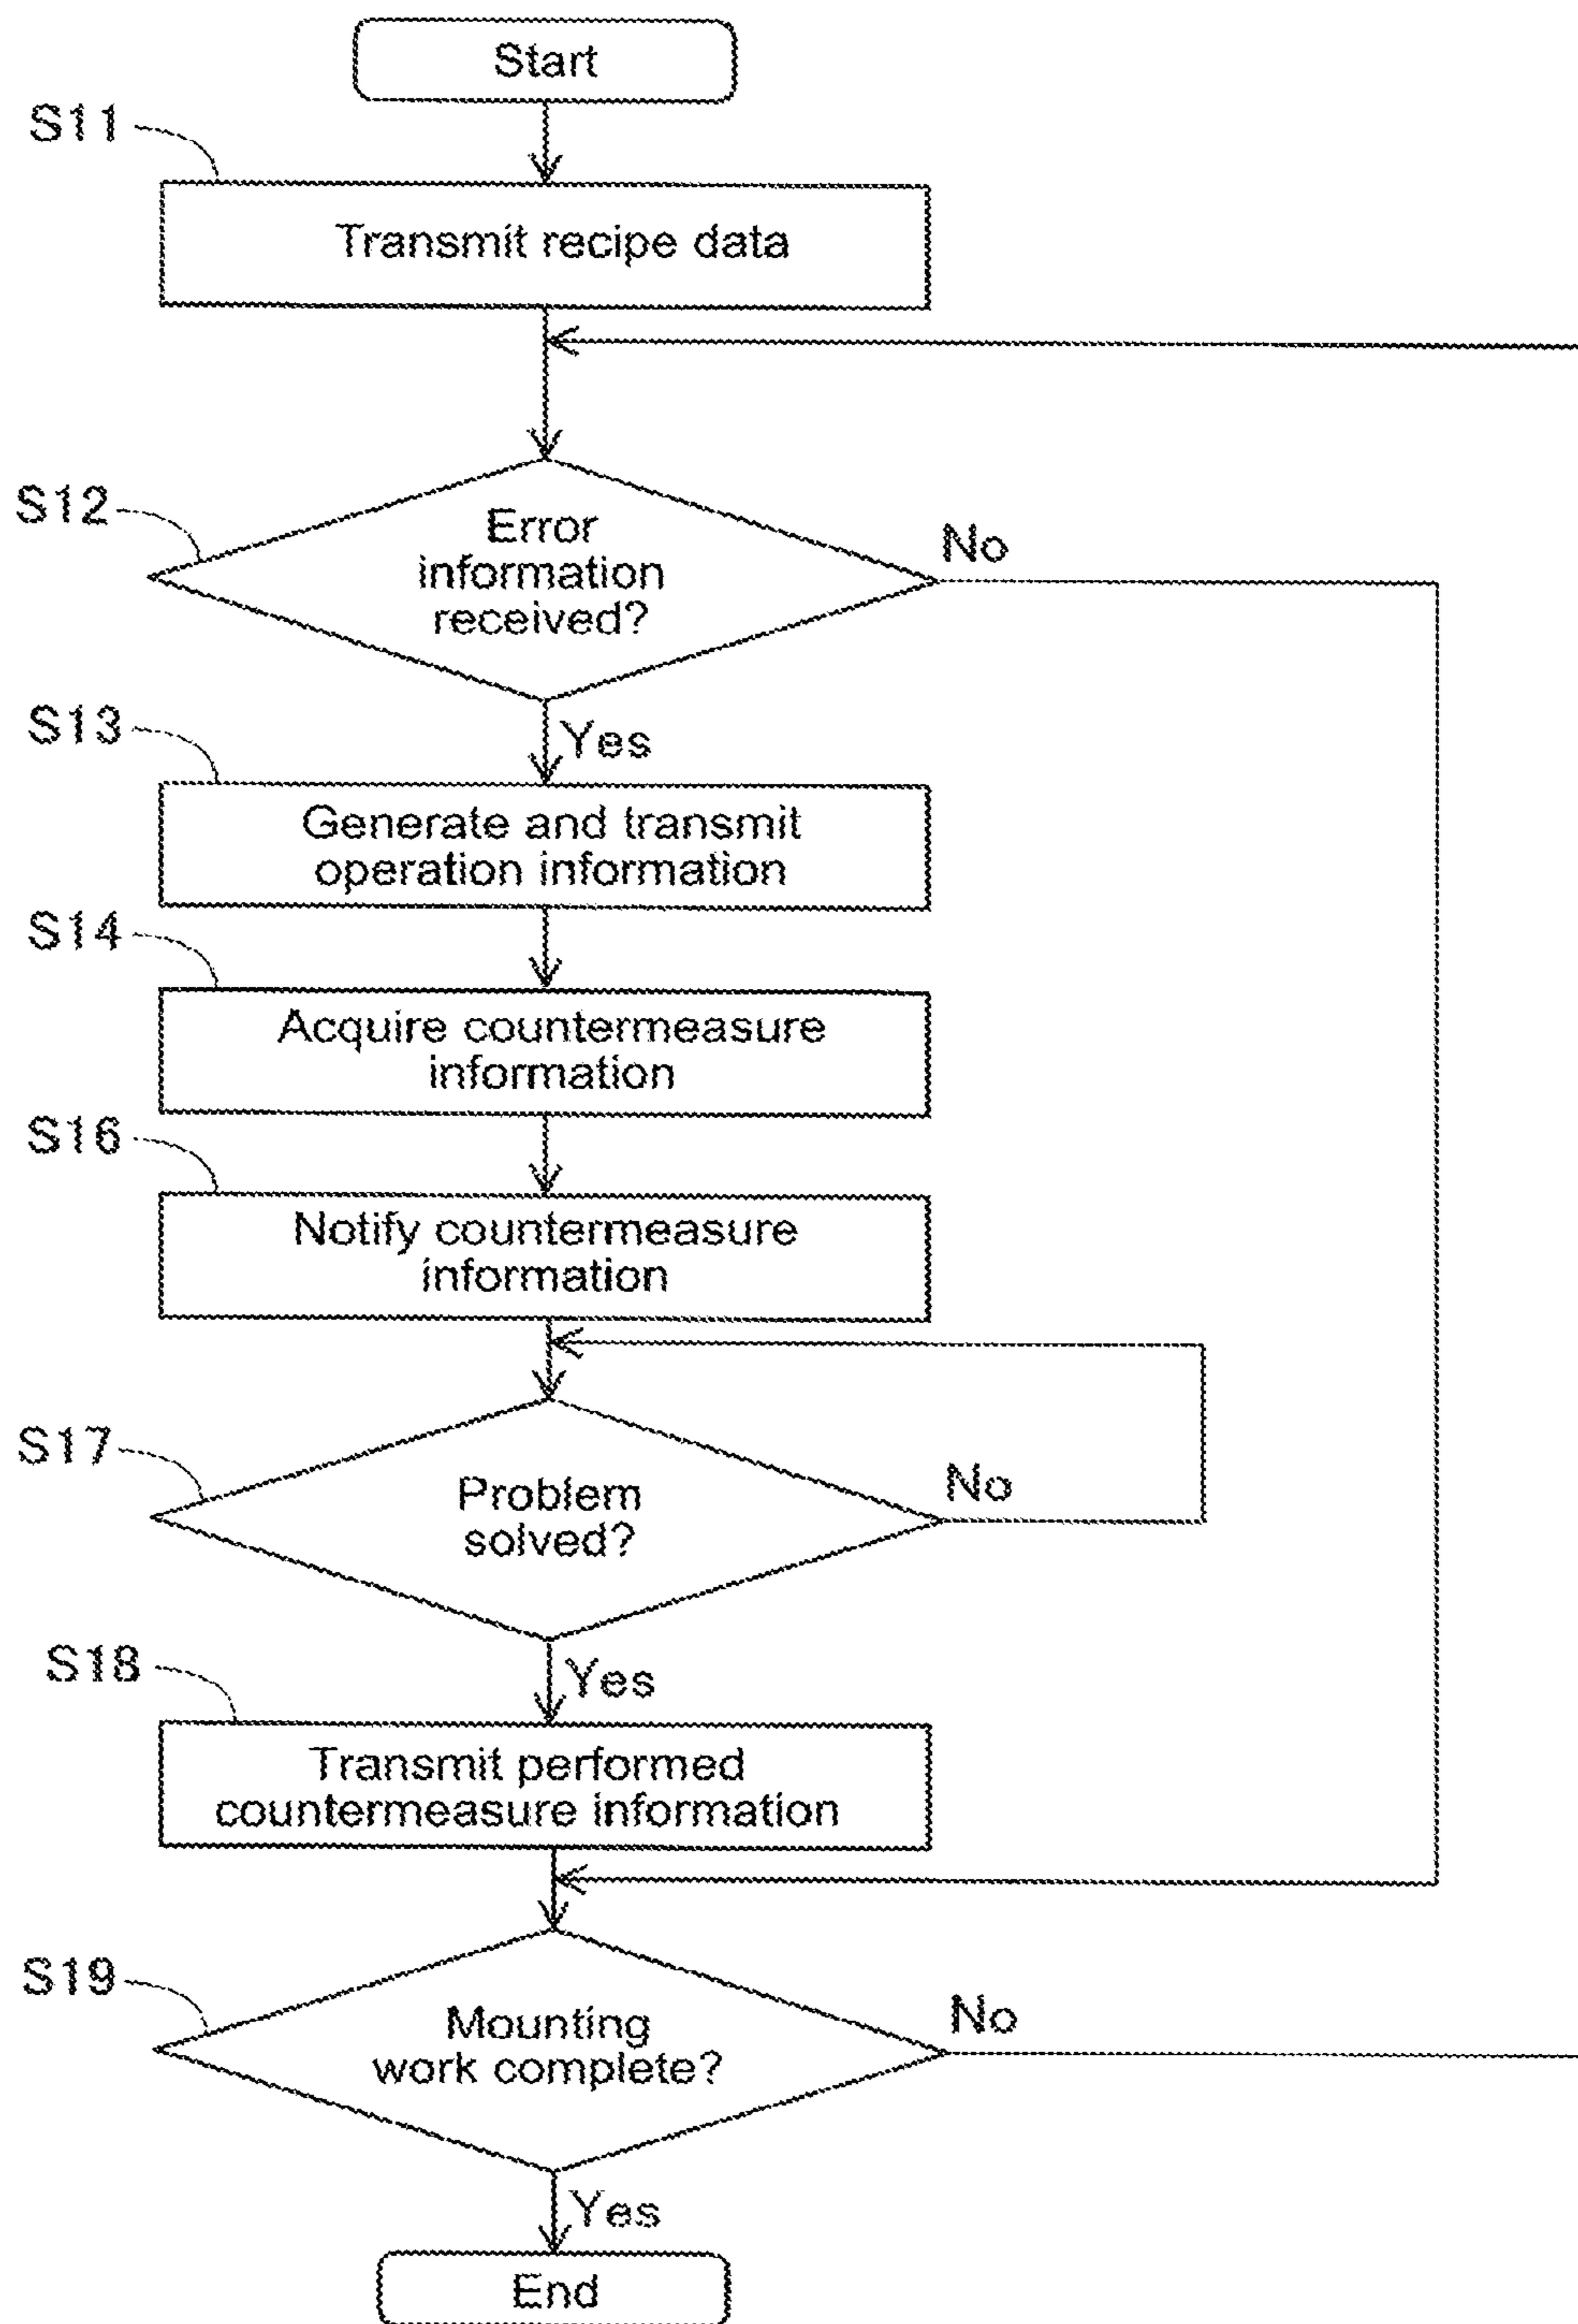 Start
S11
Transmit recipe data
S12
Error
information
received?
No
Yes
S13
Generate and transmit
operation information
S14
Acquire countermeasure
information
S16
Notify countermeasure
information
S17
Problem
solved?
No
Yes
S18
Transmit performed
countermeasure information
S19
Mounting
work complete?
No
Yes
End